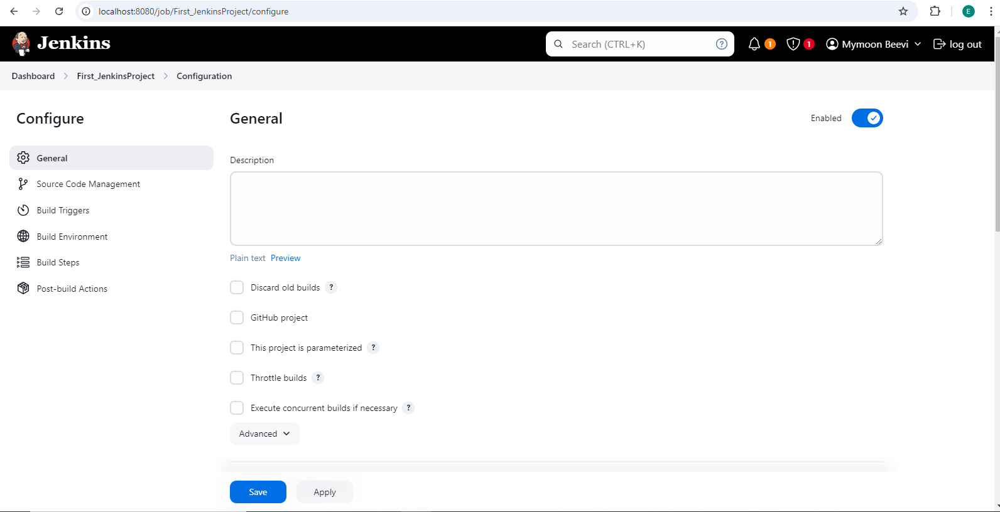 localhost:8080/job/First_JenkinsProject/configure
E
Jenkins
Search (CTRL+K)
?
1
1
Mymoon Beevi
log out
Dashboard > First_JenkinsProject > Configuration
Configure
General
Source Code Management
Build Triggers
Build Environment
Build Steps
Post-build Actions
General
Enabled
Description
Plain text Preview
Discard old builds ?
GitHub project
This project is parameterized ?
Throttle builds ?
Execute concurrent builds if necessary ?
Advanced
Save
Apply